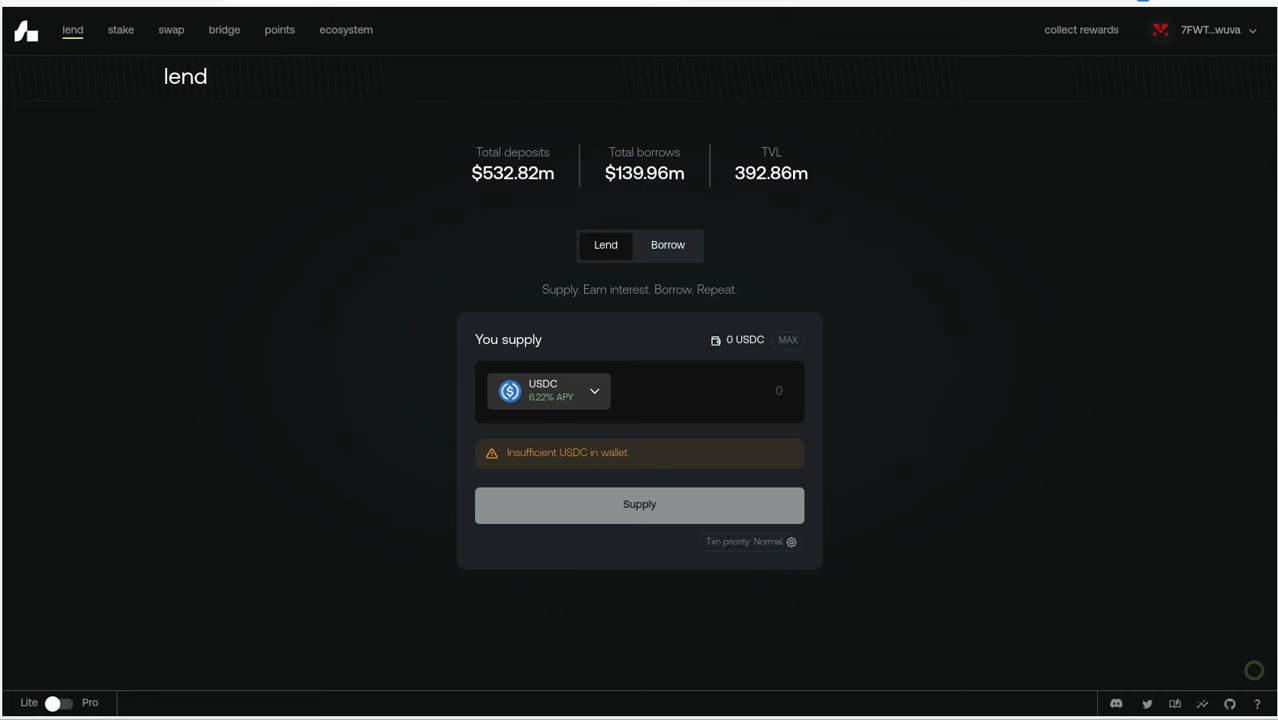 lend stake swap bridge points ecosystem collect rewards 7FWT...wuva
lend
Total deposits Total borrows TVL
$532.82m $139.96m 392.86m
Lend Borrow
Supply. Earn interest. Borrow. Repeat.
You supply 0 USDC MAX
USDC
6.22% APY
0
Insufficient USDC in wallet.
Supply
Txn priority: Normal
Lite Pro ?